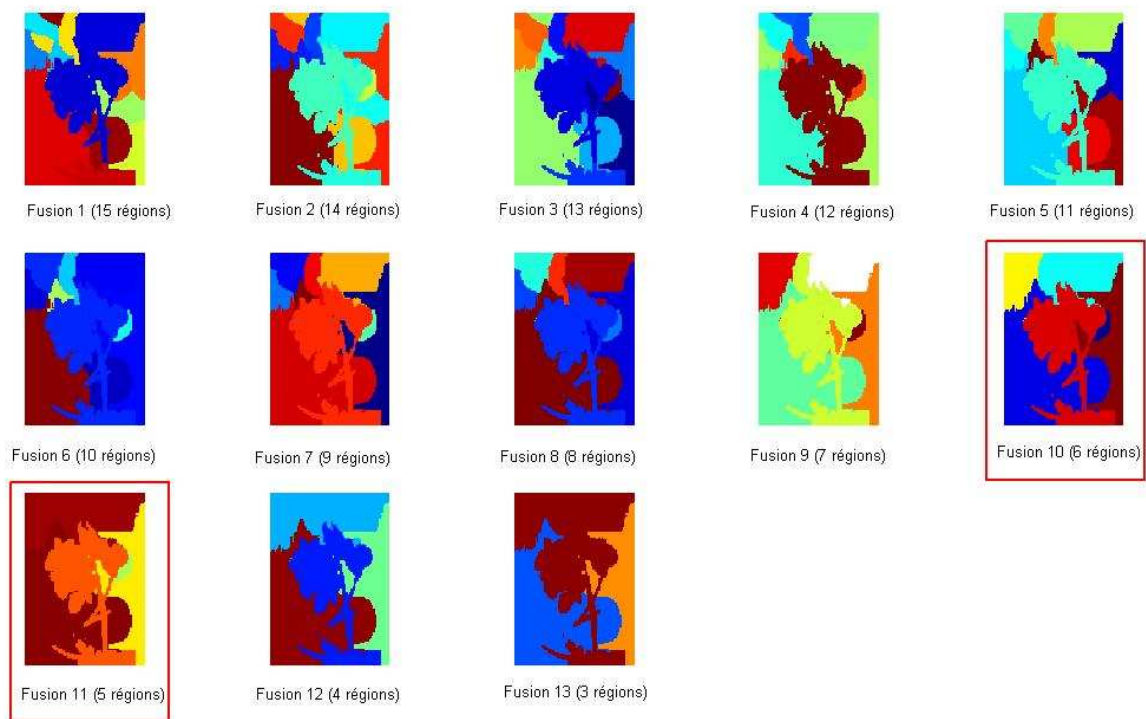 Fusion 1 (15 régions)
Fusion 2 (14 régions)
Fusion 3 (13 régions)
Fusion 4 (12 régions)
Fusion 5 (11 régions)
Fusion 6 (10 régions)
Fusion 7 (9 régions)
Fusion 8 (8 régions)
Fusion 9 (7 régions)
Fusion 10 (6 régions)
Fusion 11 (5 régions)
Fusion 12 (4 régions)
Fusion 13 (3 régions)